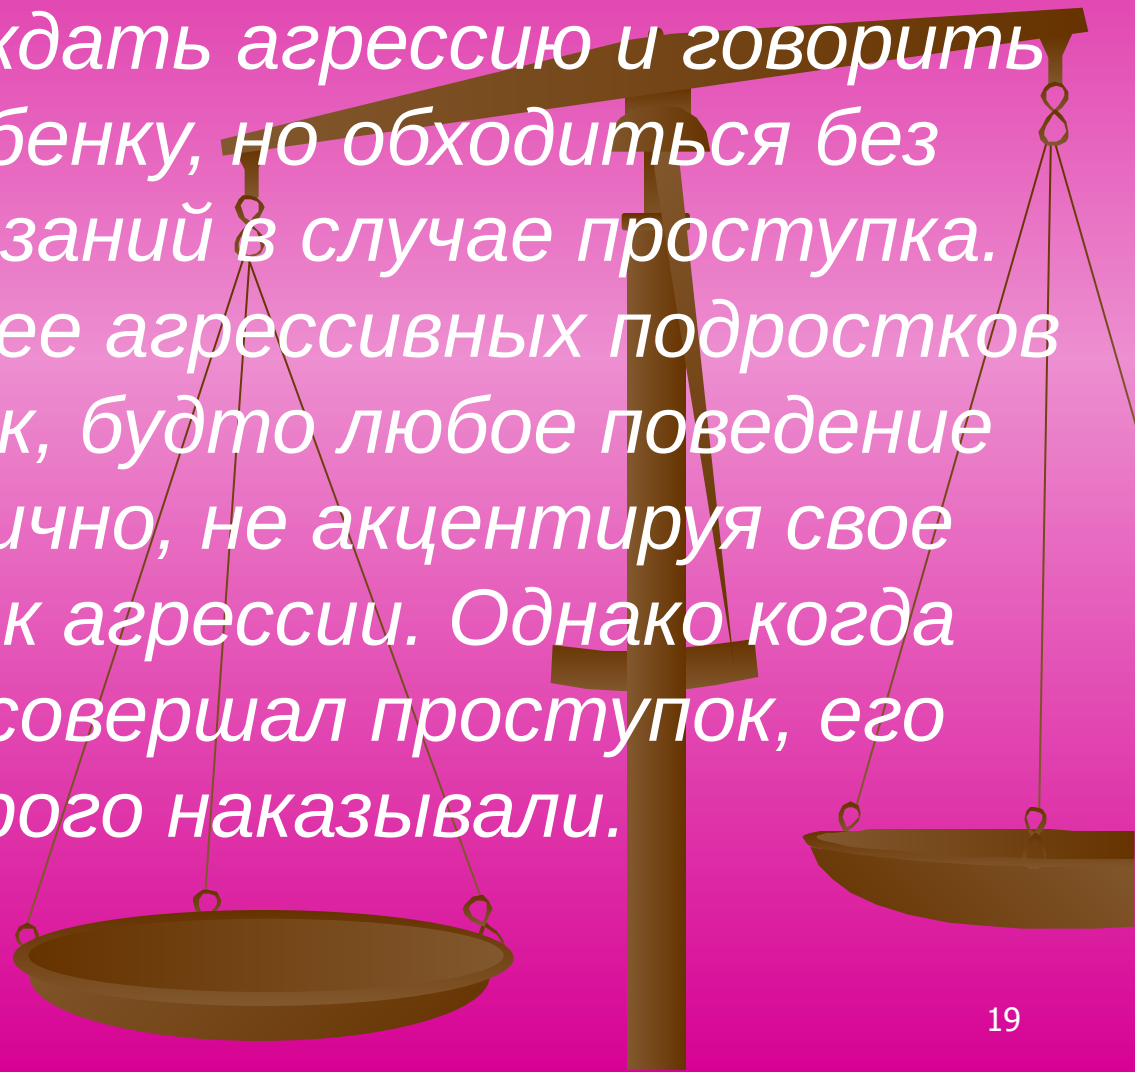 ждать агрессию и говорить
бенку, но обходиться без
заний в случае проступка.
ее агрессивных подростков
к, будто любое поведение
ично, не акцентируя свое
к агрессии. Однако когда
совершал проступок, его
рого наказывали.
19